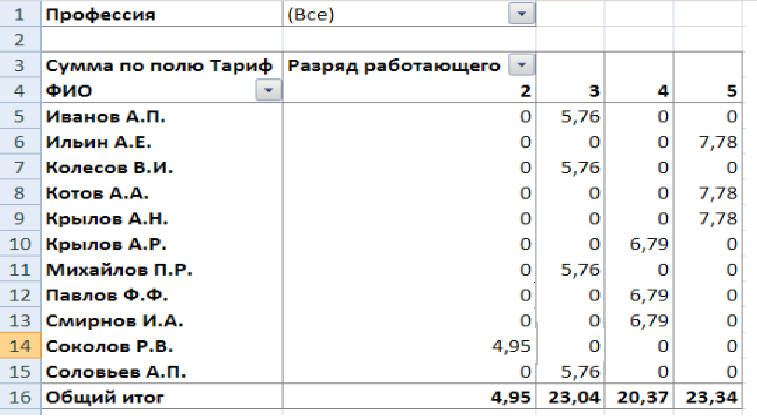 1 Профессия (Все)
2
3 Сумма по полю Тариф Разряд работающего
4 ФИО 2 3 4 5
5 Иванов А.П. 0 5,76 0 0
6 Ильин А.Е. 0 0 0 7,78
7 Колесов В.И. 0 5,76 0 0
8 Котов А.А. 0 0 0 7,78
9 Крылов А.Н. 0 0 0 7,78
10 Крылов А.Р. 0 0 6,79 0
11 Михайлов П.Р. 0 5,76 0 0
12 Павлов Ф.Ф. 0 0 6,79 0
13 Смирнов И.А. 0 0 6,79 0
14 Соколов Р.В. 4,95 0 0 0
15 Соловьев А.П. 0 5,76 0 0
16 Общий итог 4,95 23,04 20,37 23,34